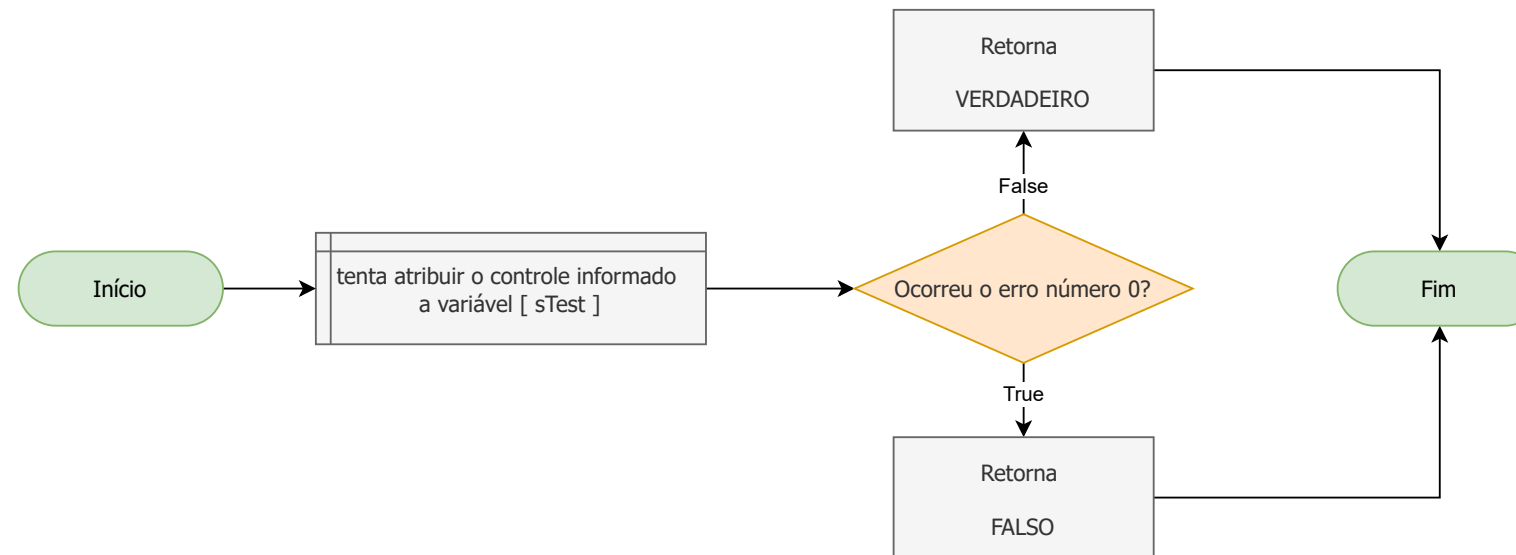 Início
tenta atribuir o controle informado
a variável [ sTest ]
Ocorreu o erro número 0?
False
Retorna
VERDADEIRO
True
Retorna
FALSO
Fim